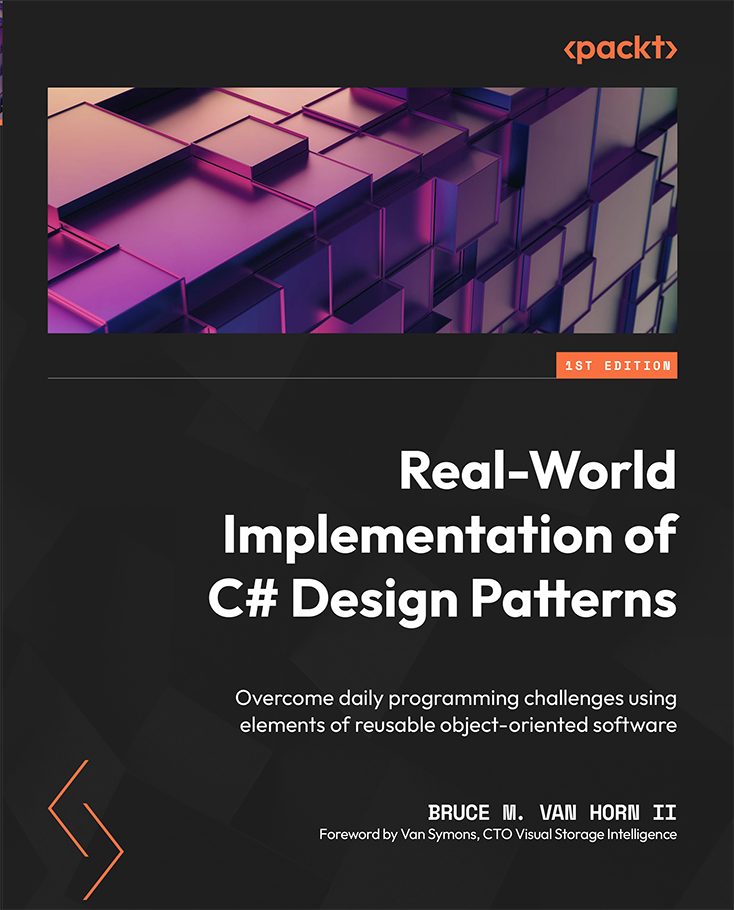 <packt>
1ST EDITION
Real-World
Implementation of
C# Design Patterns
Overcome daily programming challenges using
elements of reusable object-oriented software
BRUCE M. VAN HORN II
Foreword by Van Symons, CTO Visual Storage Intelligence